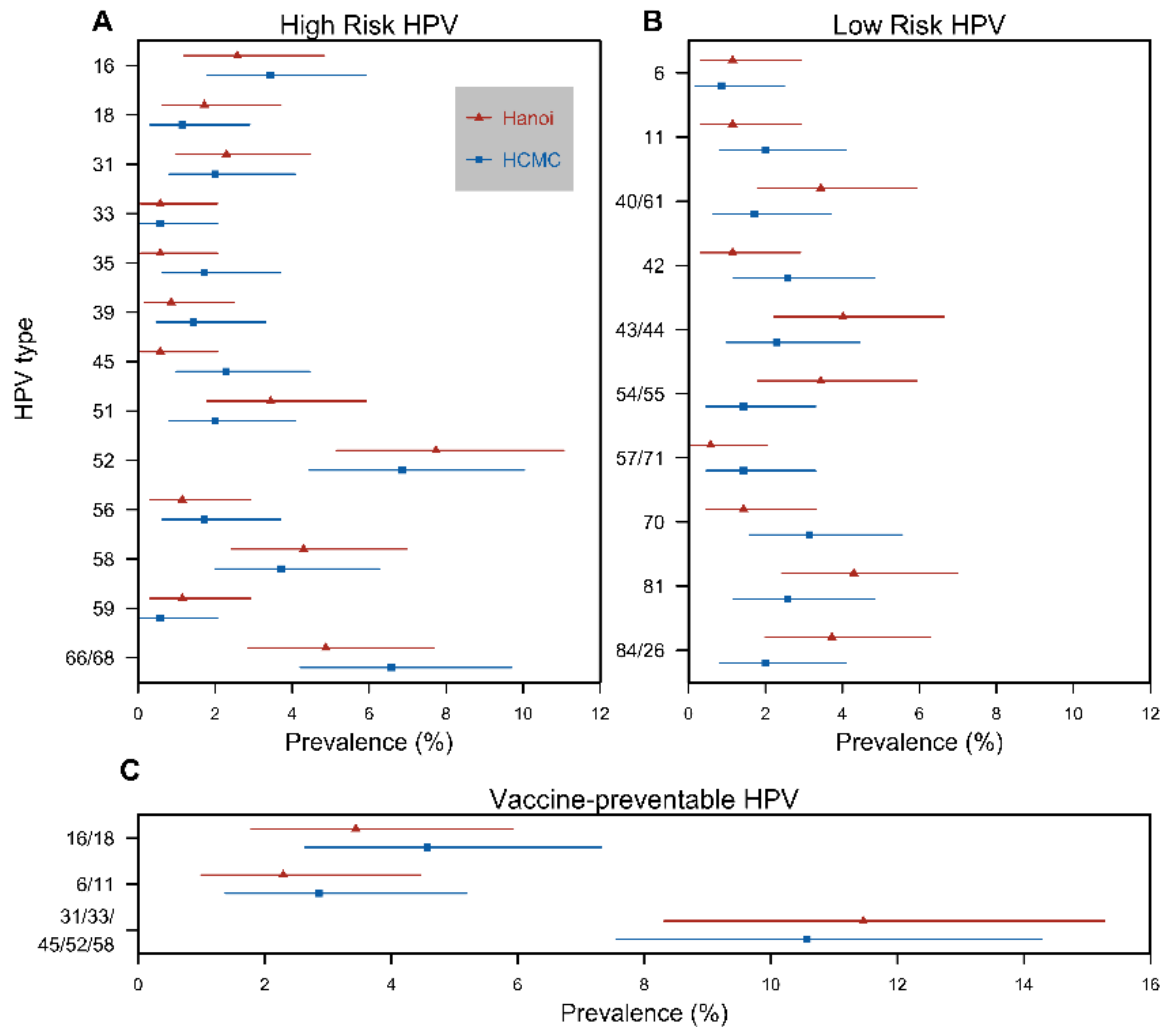 A
High Risk HPV
HPV type
16
18
31
33
35
39
45
51
52
56
58
59
66/68
Hanoi
HCMC
0 2 4 6 8 10 12
Prevalence (%)
B
Low Risk HPV
6
11
40/61
42
43/44
54/55
57/71
70
81
84/26
0 2 4 6 8 10 12
Prevalence (%)
C
Vaccine-preventable HPV
16/18
6/11
31/33/
45/52/58
0 2 4 6 8 10 12 14 16
Prevalence (%)